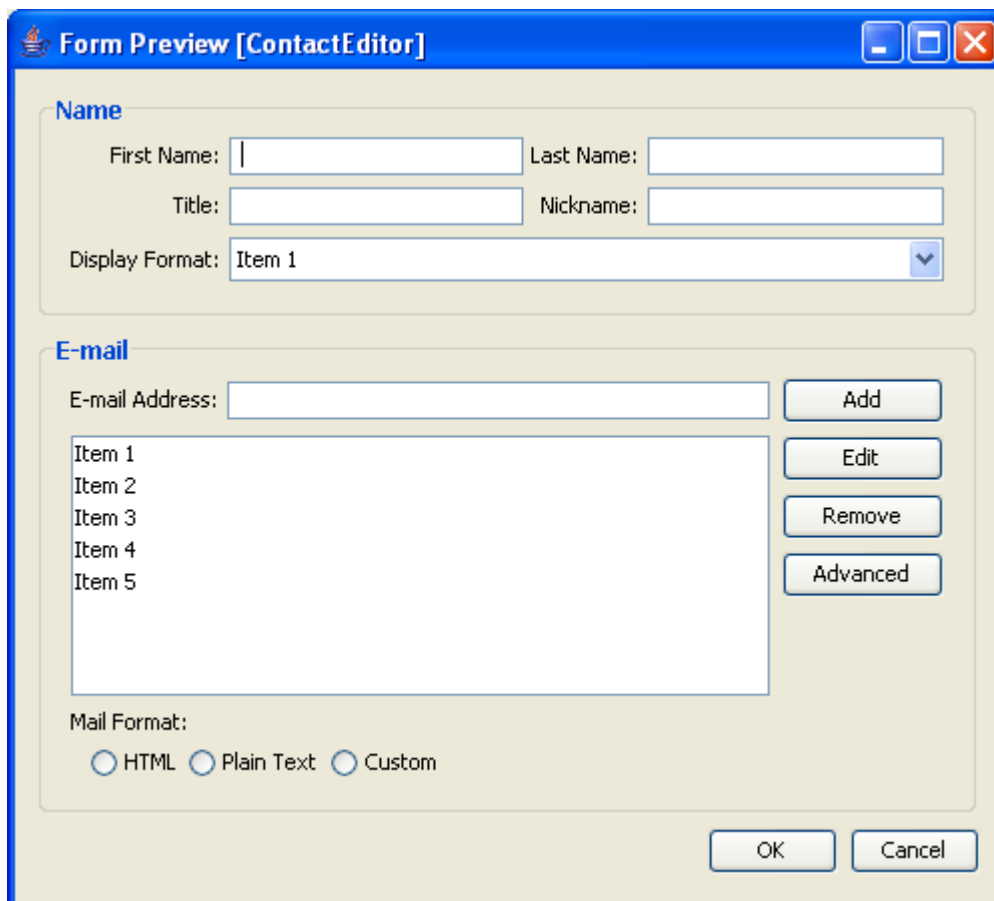 Form Preview [ContactEditor]
Name
First Name: Last Name:
Title: Nickname:
Display Format: Item 1
E-mail
E-mail Address: Add
Item 1
Edit
Item 2
Item 3
Remove
Item 4
Advanced
Item 5
Mail Format:
HTML Plain Text Custom
OK Cancel